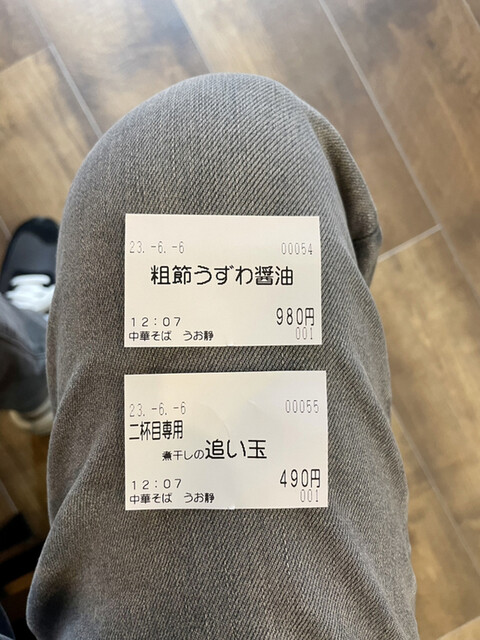 23.-6.-6 00054
粗節うずわ醤油
980円
12:07 001
中華そば うお静
23.-6.-6 00055
二杯目専用
煮干しの追い玉
490円
12:07 001
中華そば うお静